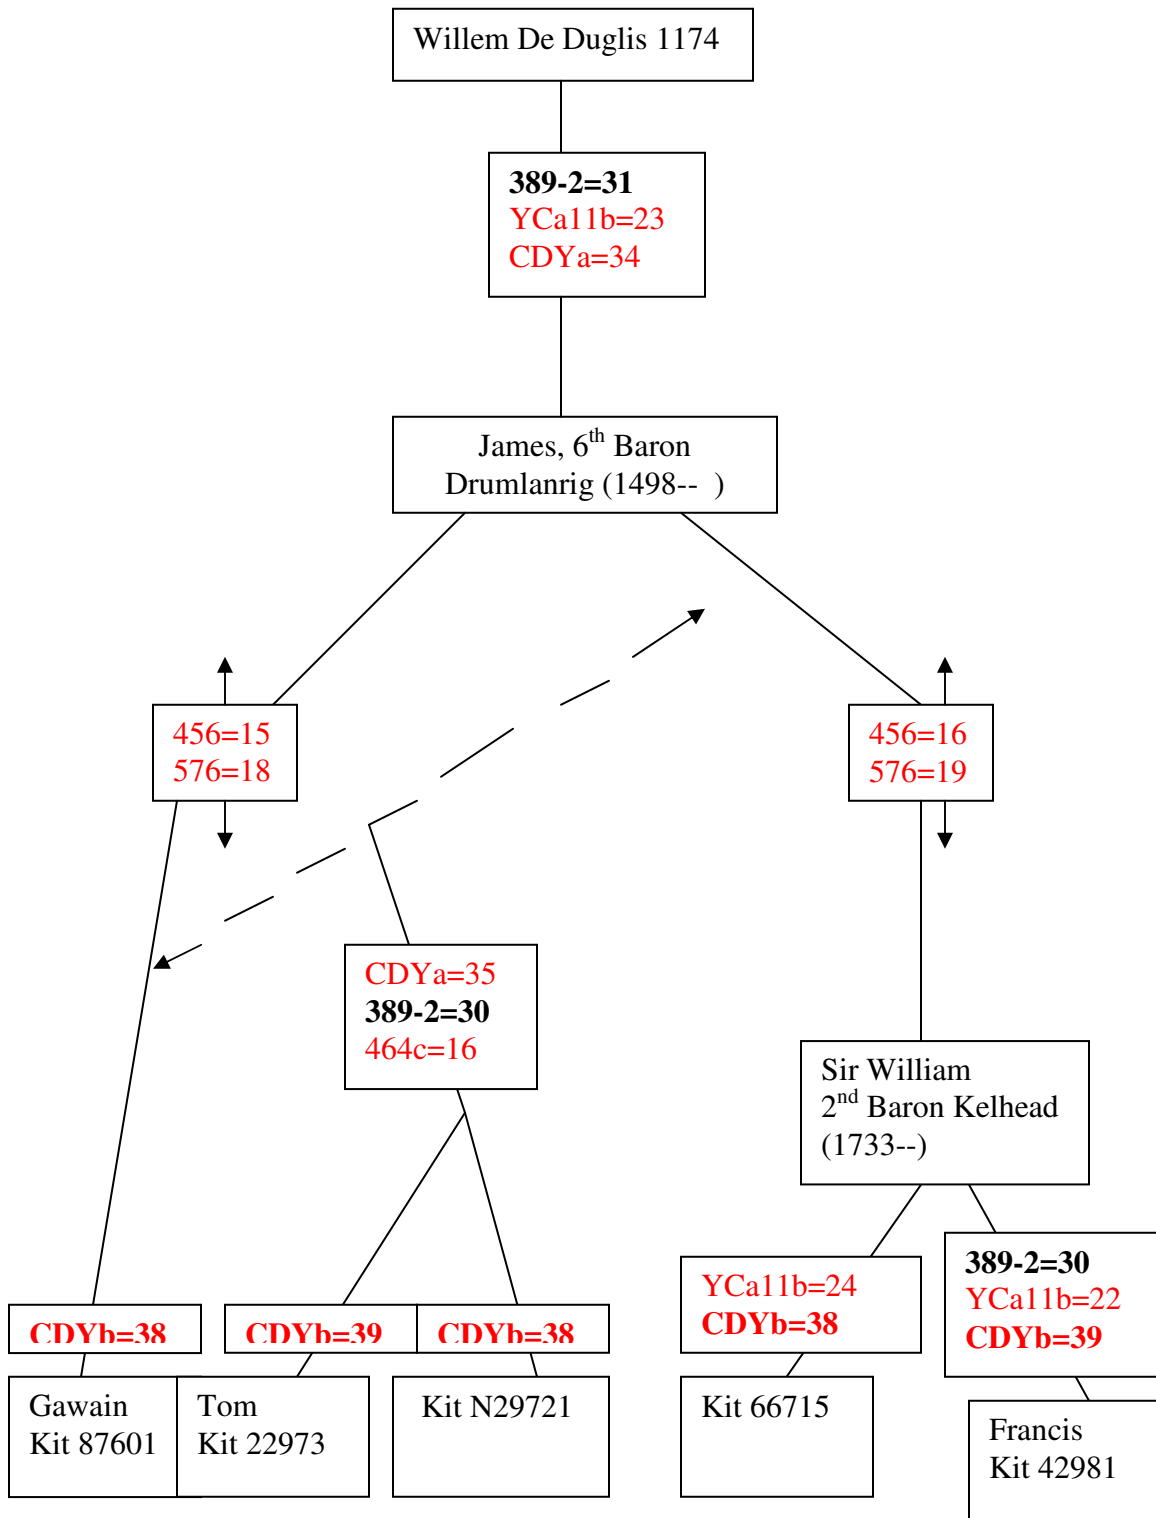 Willem De Duglis 1174
389-2=31
YCa11b=23
CDYa=34
James, 6th Baron
Drumlanrig (1498-- )
456=15
576=18
456=16
576=19
CDYa=35
389-2=30
464c=16
Sir William
2nd Baron Kelhead
(1733--)
YCa11b=24
CDYb=38
389-2=30
YCa11b=22
CDYb=39
CDYb=38
CDYb=39
CDYb=38
Gawain
Kit 87601
Tom
Kit 22973
Kit N29721
Kit 66715
Francis
Kit 42981